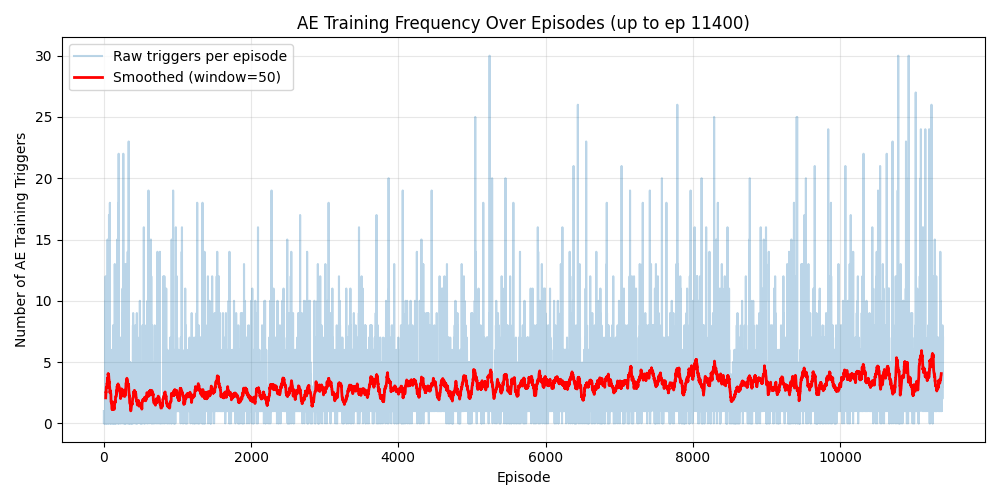 AE Training Frequency Over Episodes (up to ep 11400)
Raw triggers per episode
Smoothed (window=50)
30
25
20
15
10
5
0
Number of AE Training Triggers
0 2000 4000 6000 8000 10000
Episode